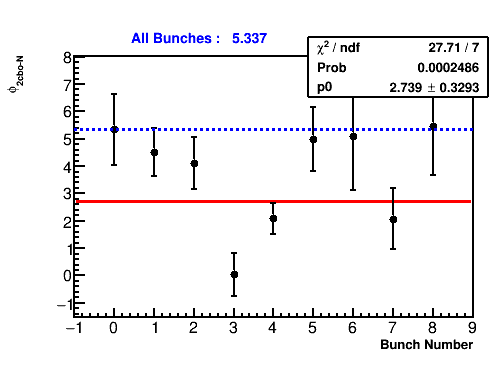 All Bunches : 5.337
χ² / ndf 27.71 / 7
Prob 0.0002486
p0 2.739 ± 0.3293
ϕ_2cbo-N
8
7
6
5
4
3
2
1
0
−1
−1 0 1 2 3 4 5 6 7 8 9
Bunch Number